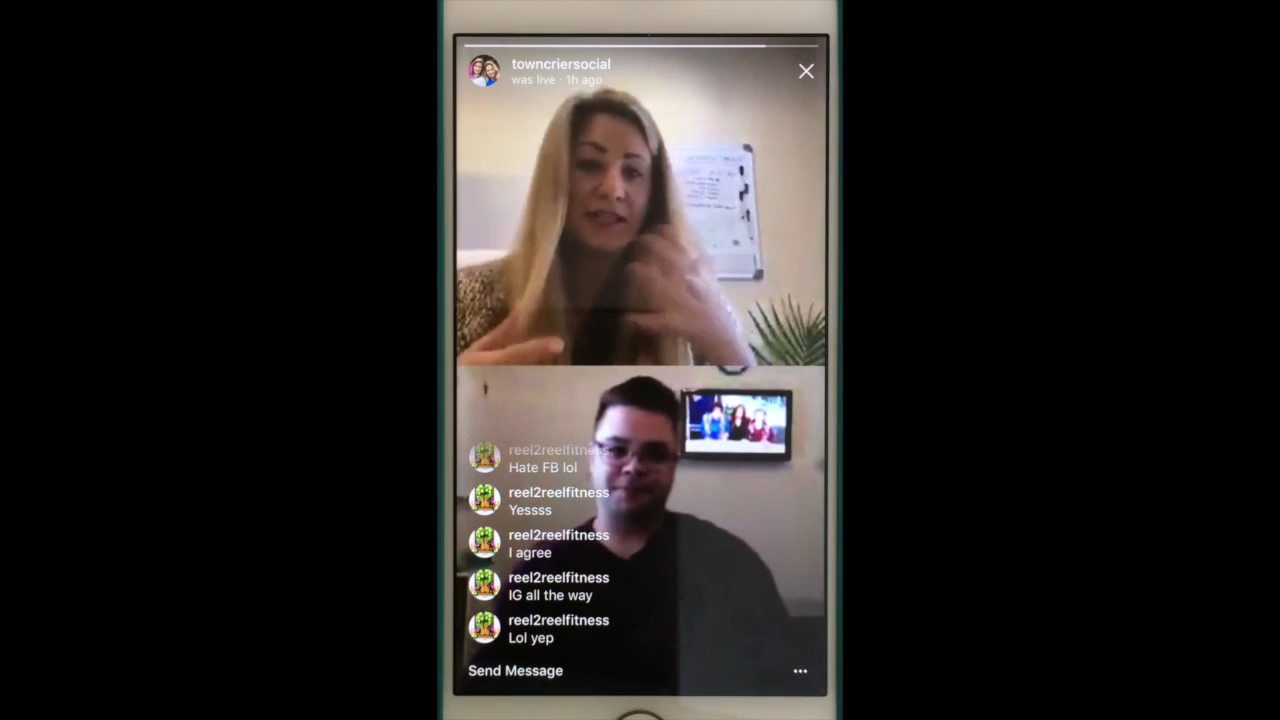 towncriersocial
was live · 1h ago
reel2reelfitness
Hate FB lol
reel2reelfitness
Yessss
reel2reelfitness
I agree
reel2reelfitness
IG all the way
reel2reelfitness
Lol yep
Send Message